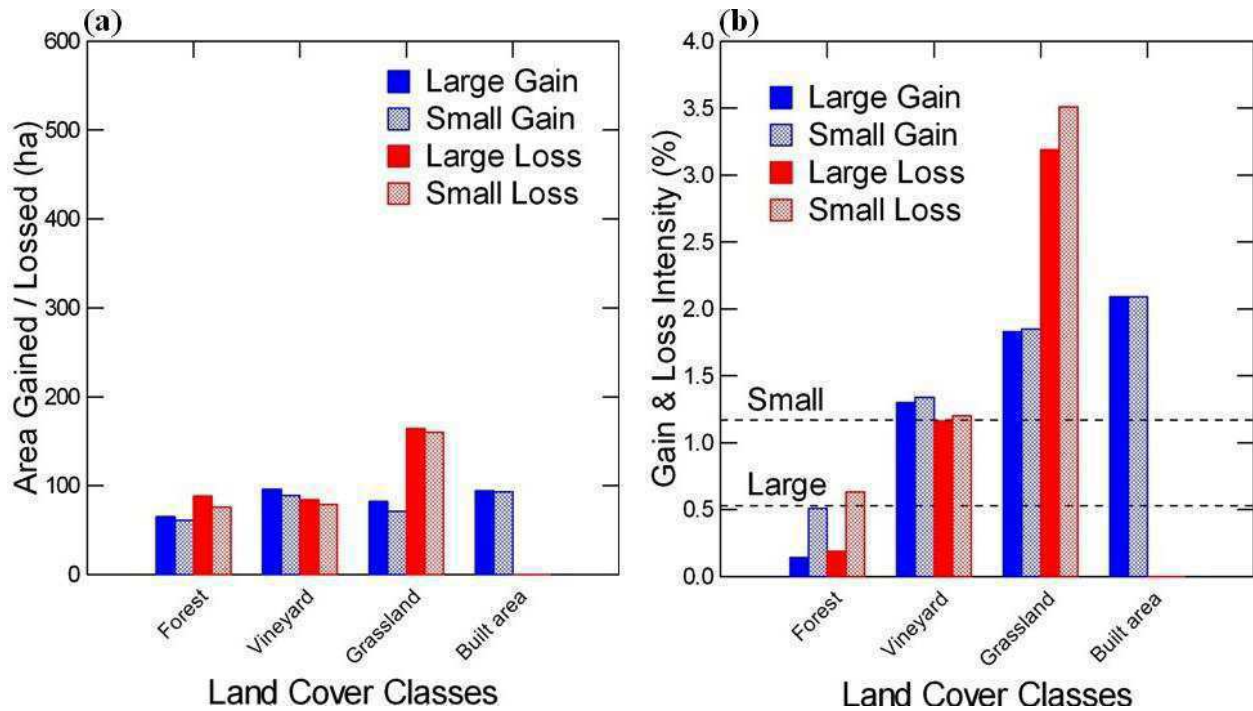 (a)
600
500
400
300
200
100
0
Area Gained / Lossed (ha)
Large Gain
Small Gain
Large Loss
Small Loss
Forest
Vineyard
Grassland
Built area
Land Cover Classes
(b)
4.0
3.5
3.0
2.5
2.0
1.5
1.0
0.5
0.0
Gain & Loss Intensity (%)
Large Gain
Small Gain
Large Loss
Small Loss
Small
Large
Forest
Vineyard
Grassland
Built area
Land Cover Classes